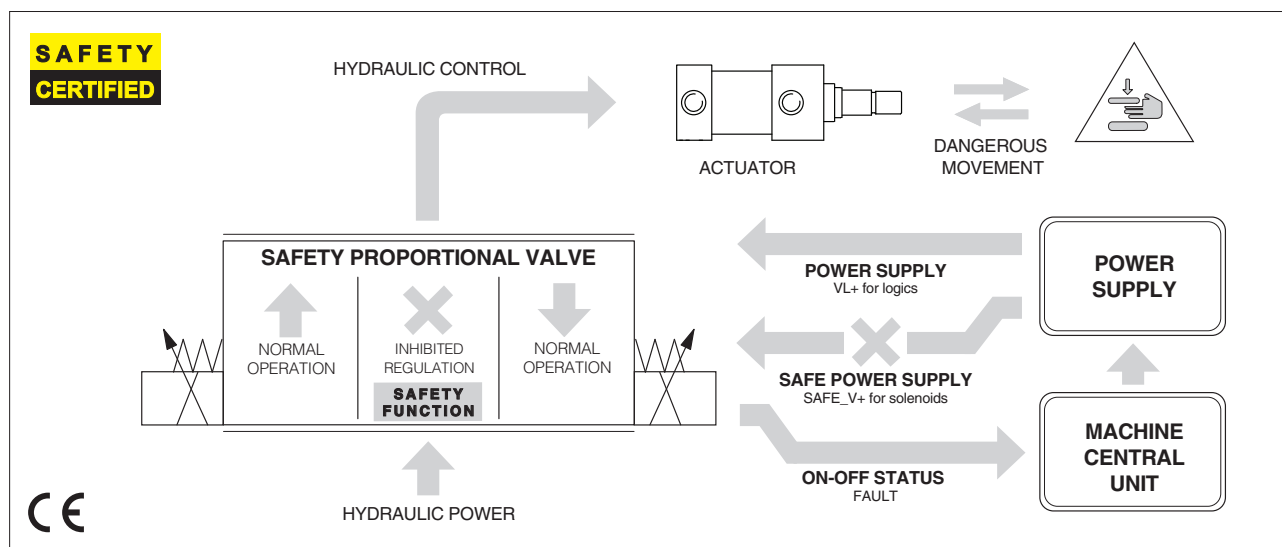 SAFETY
CERTIFIED
HYDRAULIC CONTROL
ACTUATOR
DANGEROUS
MOVEMENT
SAFETY PROPORTIONAL VALVE
NORMAL
OPERATION
INHIBITED
REGULATION
SAFETY
FUNCTION
NORMAL
OPERATION
POWER SUPPLY
VL+ for logics
SAFE POWER SUPPLY
SAFE_V+ for solenoids
ON-OFF STATUS
FAULT
POWER
SUPPLY
MACHINE
CENTRAL
UNIT
HYDRAULIC POWER
CE